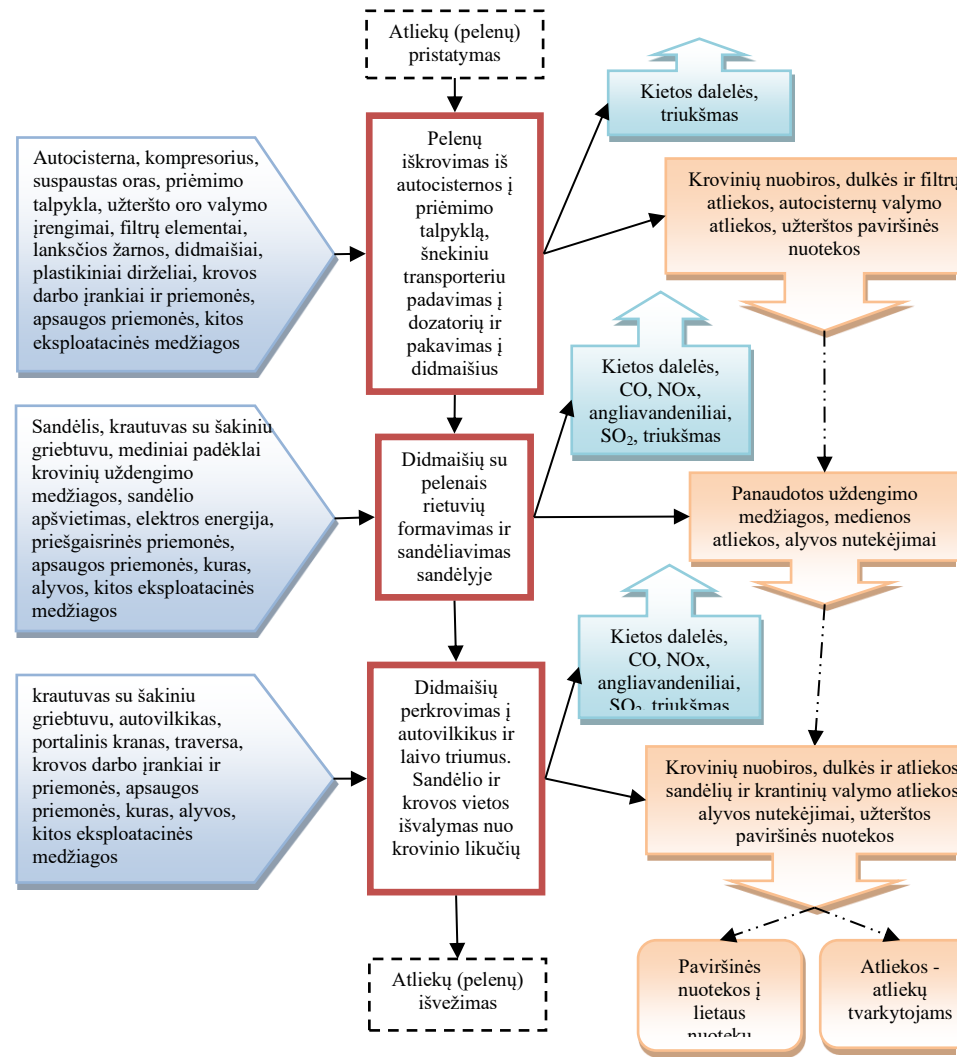 Atliekų (pelenų)
pristatymas
Kietos dalelės,
triukšmas
Autocisterna, kompresorius,
suspaustas oras, priėmimo
talpykla, užteršto oro valymo
įrengimai, filtrų elementai,
lanksčios žarnos, didmaišiai,
plastikiniai dirželiai, krovos
darbo įrankiai ir priemonės,
apsaugos priemonės, kitos
eksploatacinės medžiagos
Pelenų
iškrovimas iš
autocisternos į
priėmimo
talpyklą,
šnekiniu
transporteriu
padavimas į
dozatorių ir
pakavimas į
didmaišius
Krovinių nuobiros, dulkės ir filtrų
atliekos, autocisternų valymo
atliekos, užterštos paviršinės
nuotekos
Kietos dalelės,
CO, NOx,
angliavandeniliai,
SO₂, triukšmas
Sandėlis, krautuvas su šakiniu
griebtuvu, mediniai padėklai
krovinių uždengimo
medžiagos, sandėlio
apšvietimas, elektros energija,
priešgaisrinės priemonės,
apsaugos priemonės, kuras,
alyvos, kitos eksploatacinės
medžiagos
Didmaišių su
pelenais
rietuvių
formavimas ir
sandėliavimas
sandėlyje
Panaudotos uždengimo
medžiagos, medienos
atliekos, alyvos nutekėjimai
Kietos dalelės,
CO, NOx,
angliavandeniliai,
SO₂, triukšmas
krautuvas su šakiniu
griebtuvu, autovilkikas,
portalinis kranas, traversa,
krovos darbo įrankiai ir
priemonės, apsaugos
priemonės, kuras, alyvos,
kitos eksploatacinės
medžiagos
Didmaišių
perkrovimas į
autovilkikus ir
laivo triumus.
Sandėlio ir
krovos vietos
išvalymas nuo
krovinio likučių
Krovinių nuobiros, dulkės ir atliekos
sandėlių ir krantinių valymo atliekos
alyvos nutekėjimai, užterštos
paviršinės nuotekos
Atliekų (pelenų)
išvežimas
Paviršinės
nuotekos į
lietaus
nuotekų
Atliekos -
atliekų
tvarkytojams